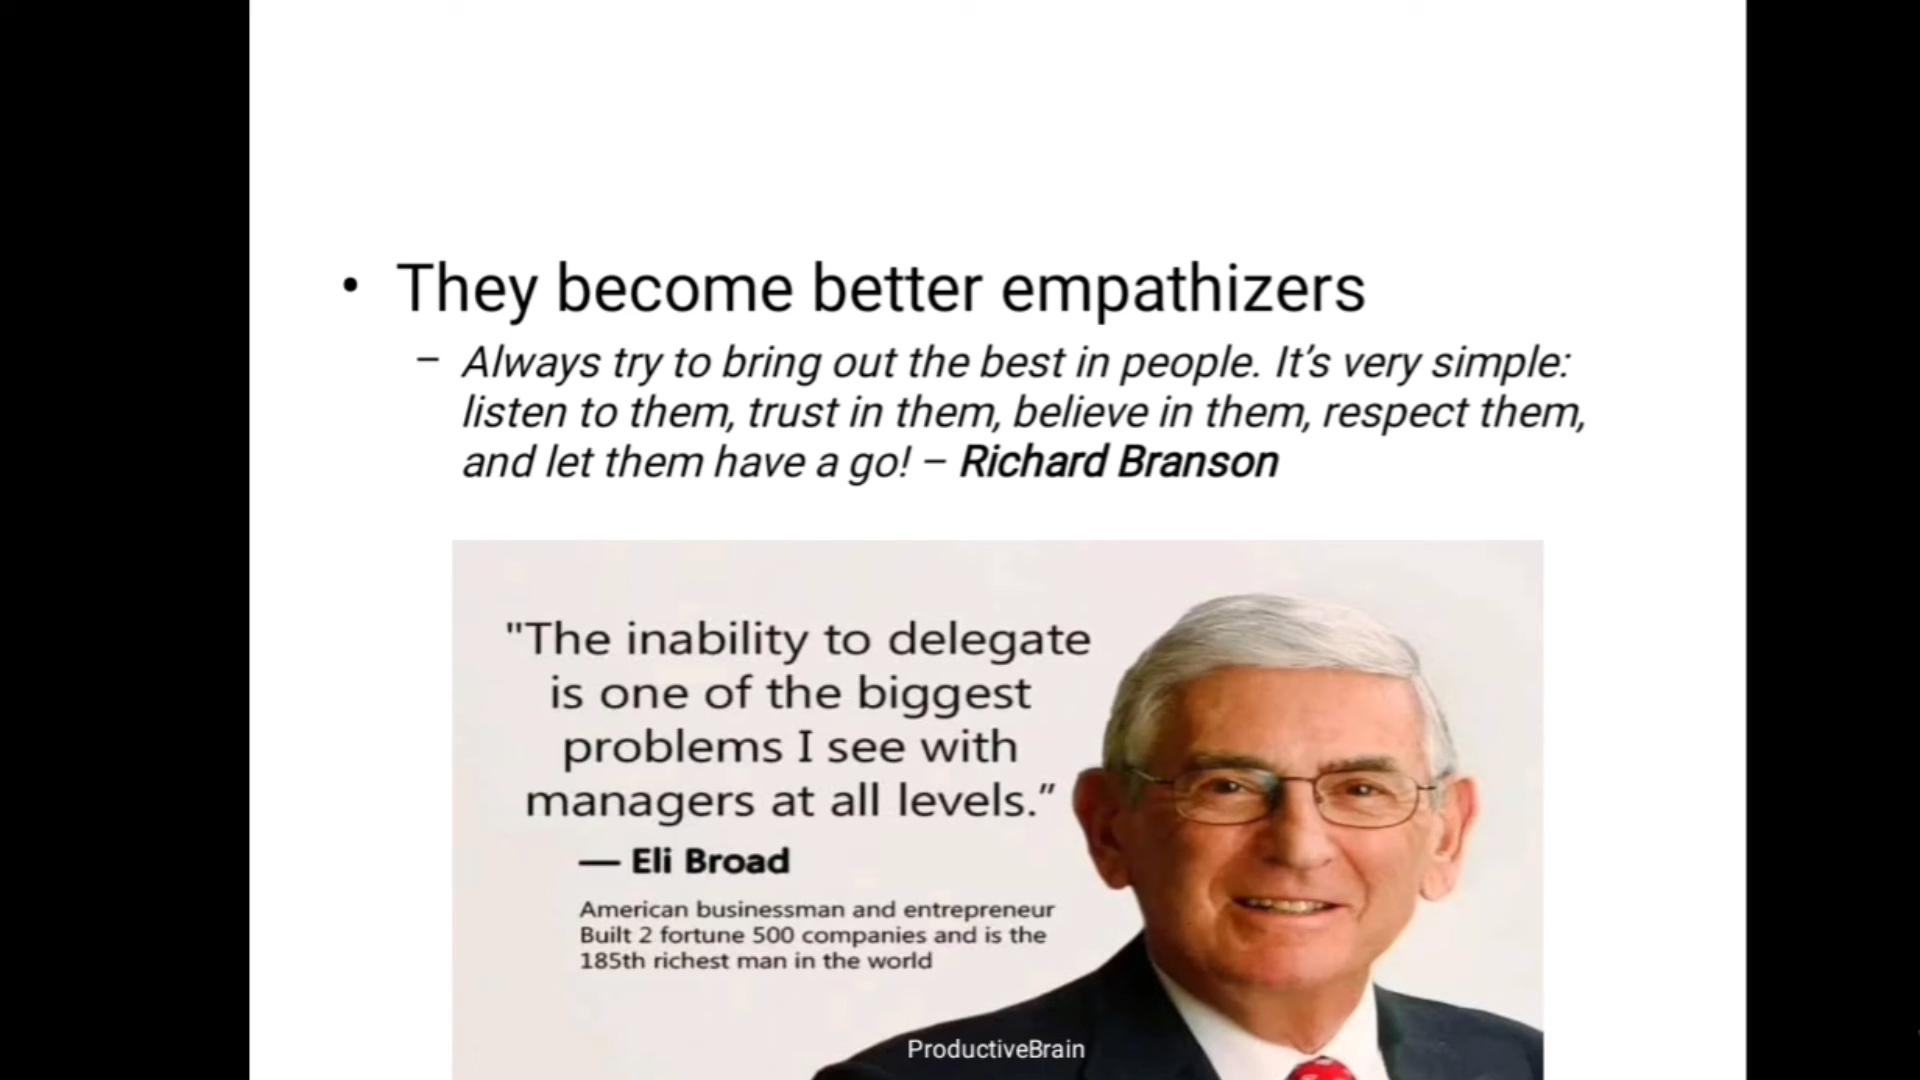 • They become better empathizers
– Always try to bring out the best in people. It’s very simple:
listen to them, trust in them, believe in them, respect them,
and let them have a go! – Richard Branson
"The inability to delegate
is one of the biggest
problems I see with
managers at all levels.”
— Eli Broad
American businessman and entrepreneur
Built 2 fortune 500 companies and is the
185th richest man in the world
ProductiveBrain